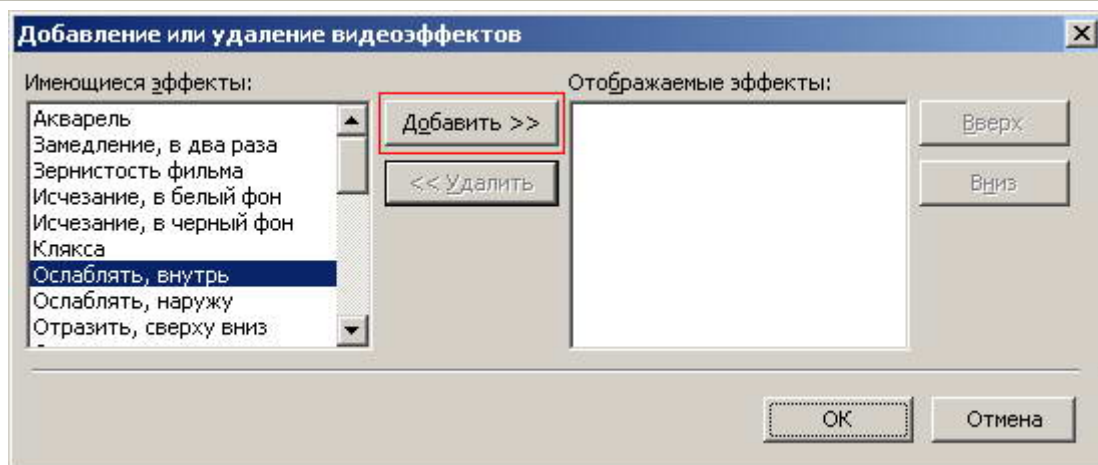 Добавление или удаление видеоэффектов
Имеющиеся эффекты:
Отображаемые эффекты:
Акварель
Замедление, в два раза
Зернистость фильма
Исчезание, в белый фон
Исчезание, в черный фон
Клякса
Ослаблять, внутрь
Ослаблять, наружу
Отразить, сверху вниз
Добавить >>
<< Удалить
Вверх
Вниз
OK
Отмена